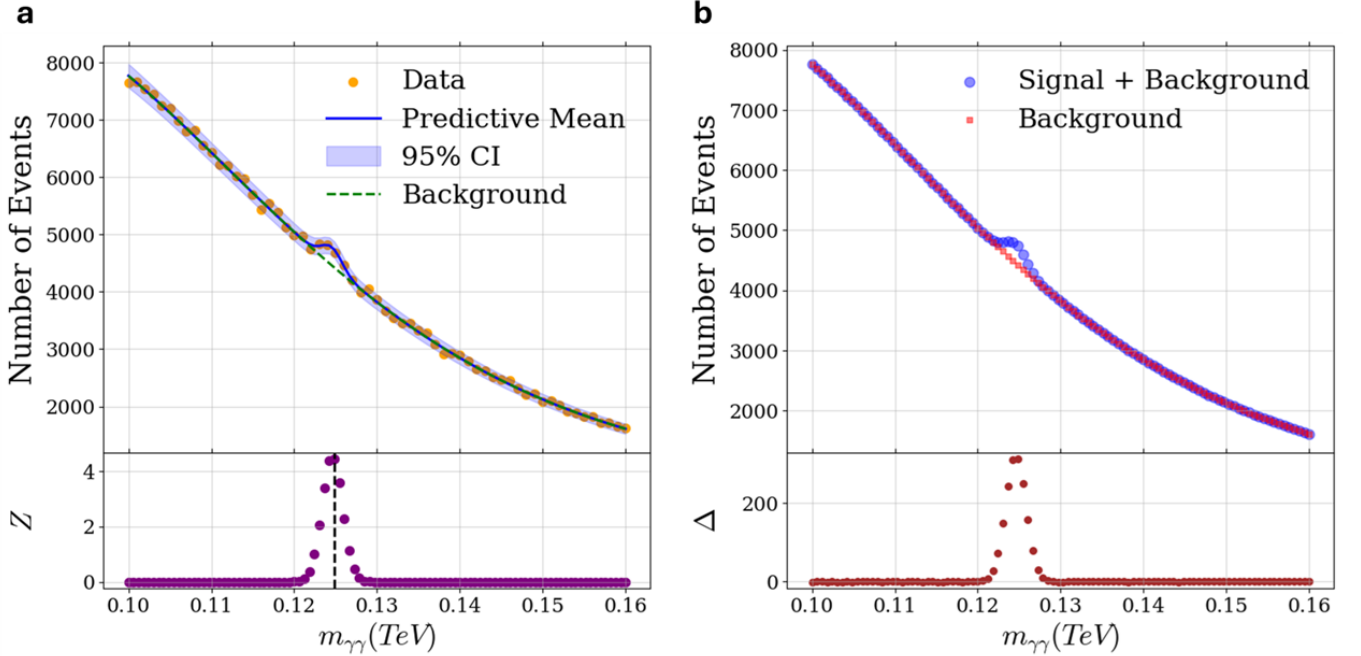 a
8000
7000
6000
5000
4000
3000
2000
Number of Events
Data
Predictive Mean
95% CI
Background
4
2
0
Z
0.10 0.11 0.12 0.13 0.14 0.15 0.16
mγγ(TeV)
b
8000
7000
6000
5000
4000
3000
2000
Number of Events
Signal + Background
Background
200
0
Δ
0.10 0.11 0.12 0.13 0.14 0.15 0.16
mγγ(TeV)